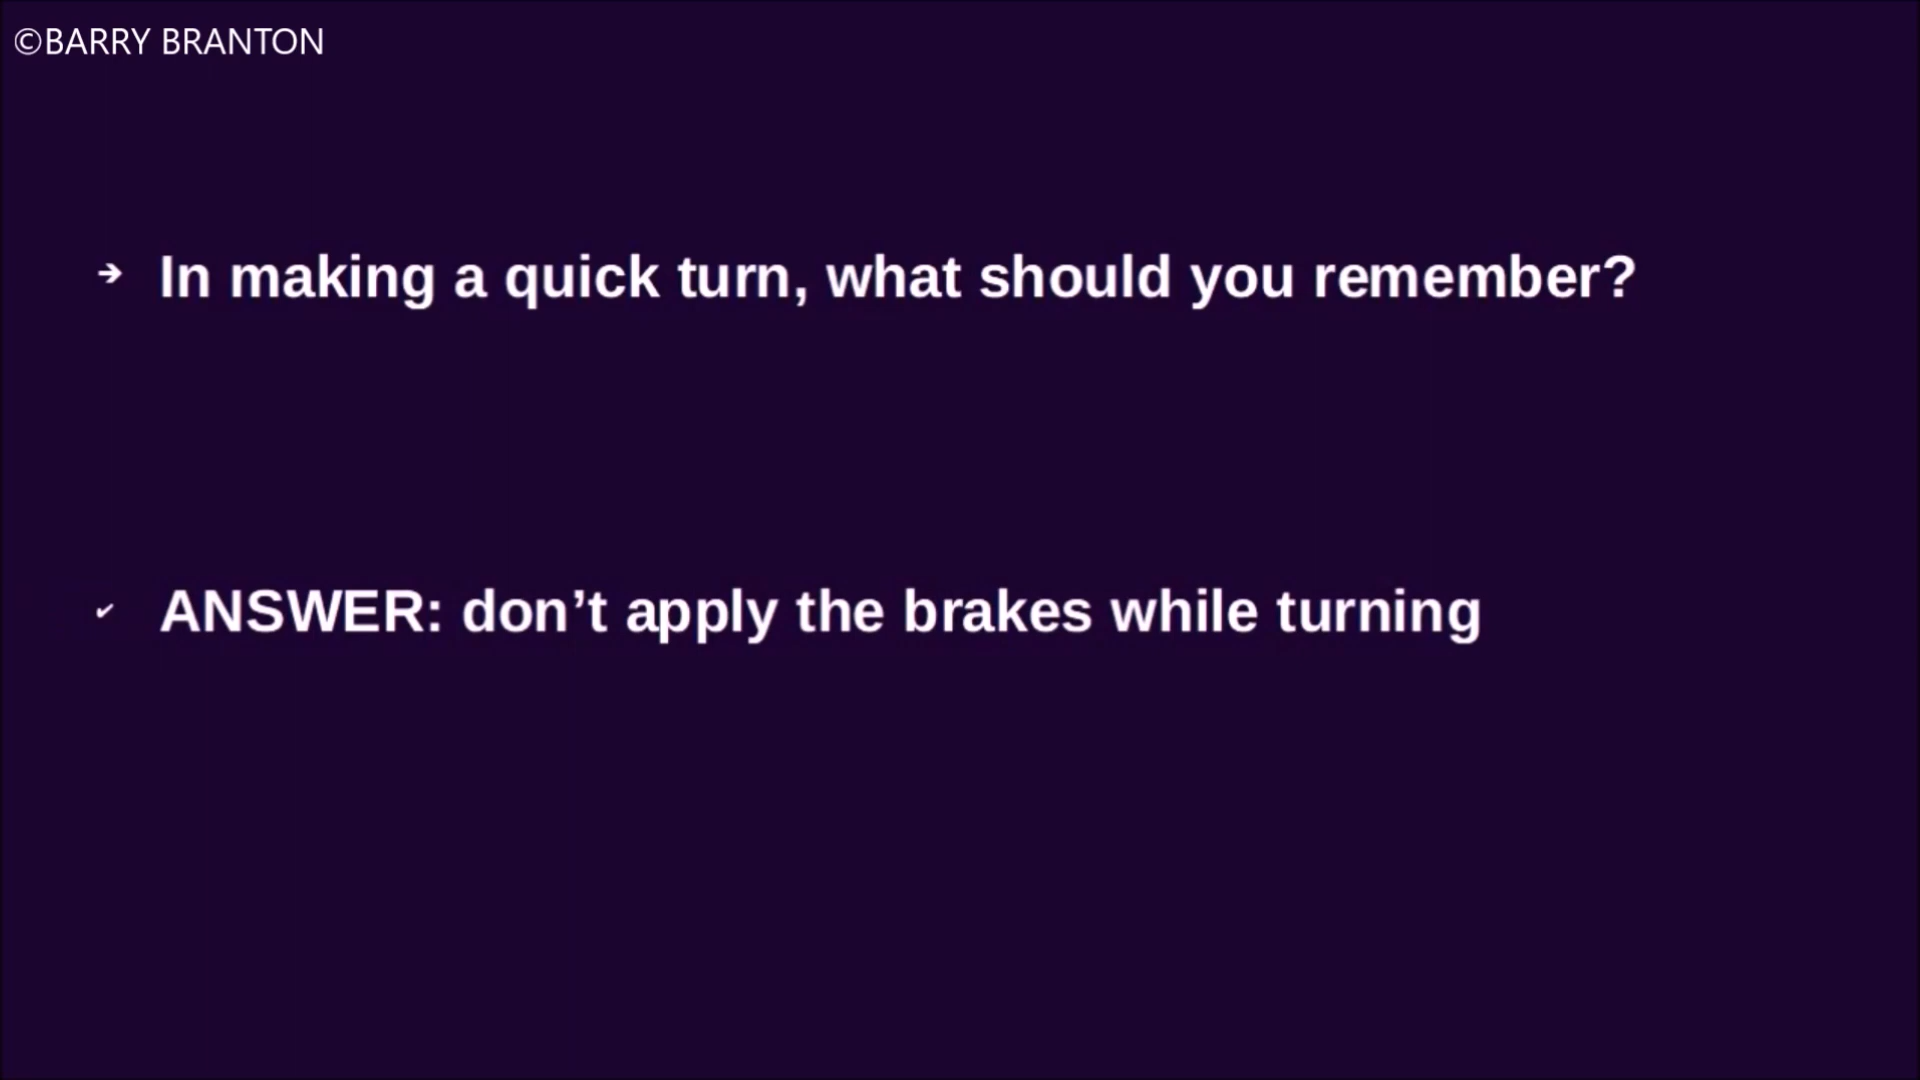 ©BARRY BRANTON
➔ In making a quick turn, what should you remember?
✔ ANSWER: don’t apply the brakes while turning